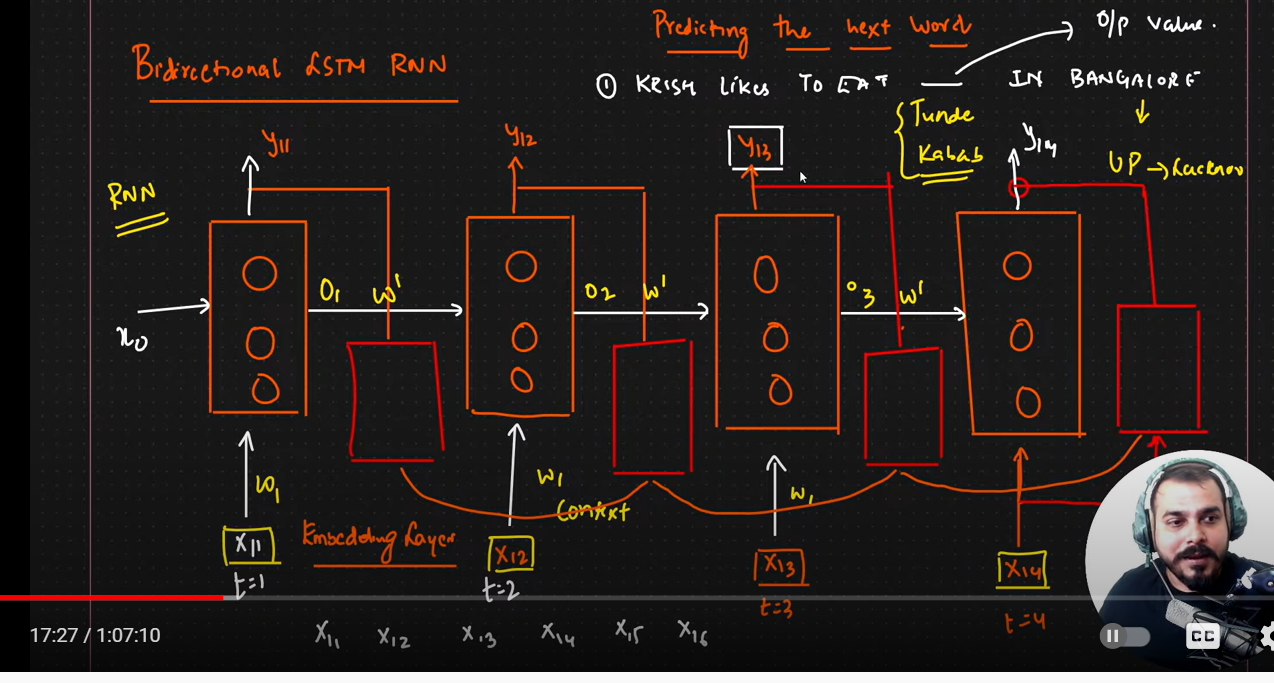 Predicting the next word
O/p value.
Bidirectional LSTM RNN
① KRISH Likes To EAT — IN BANGALORE
Tunde
Kabab
UP → Lucknow
RNN
y11
y12
y13
y14
O1 W'
O2 W'
O3 W'
x0
W1
W1
W1
Context
Embedding Layer
X11
X12
X13
X14
t=1
t=2
t=3
t=4
17:27 / 1:07:10
X11 X12 X13 X14 X15 X16
CC